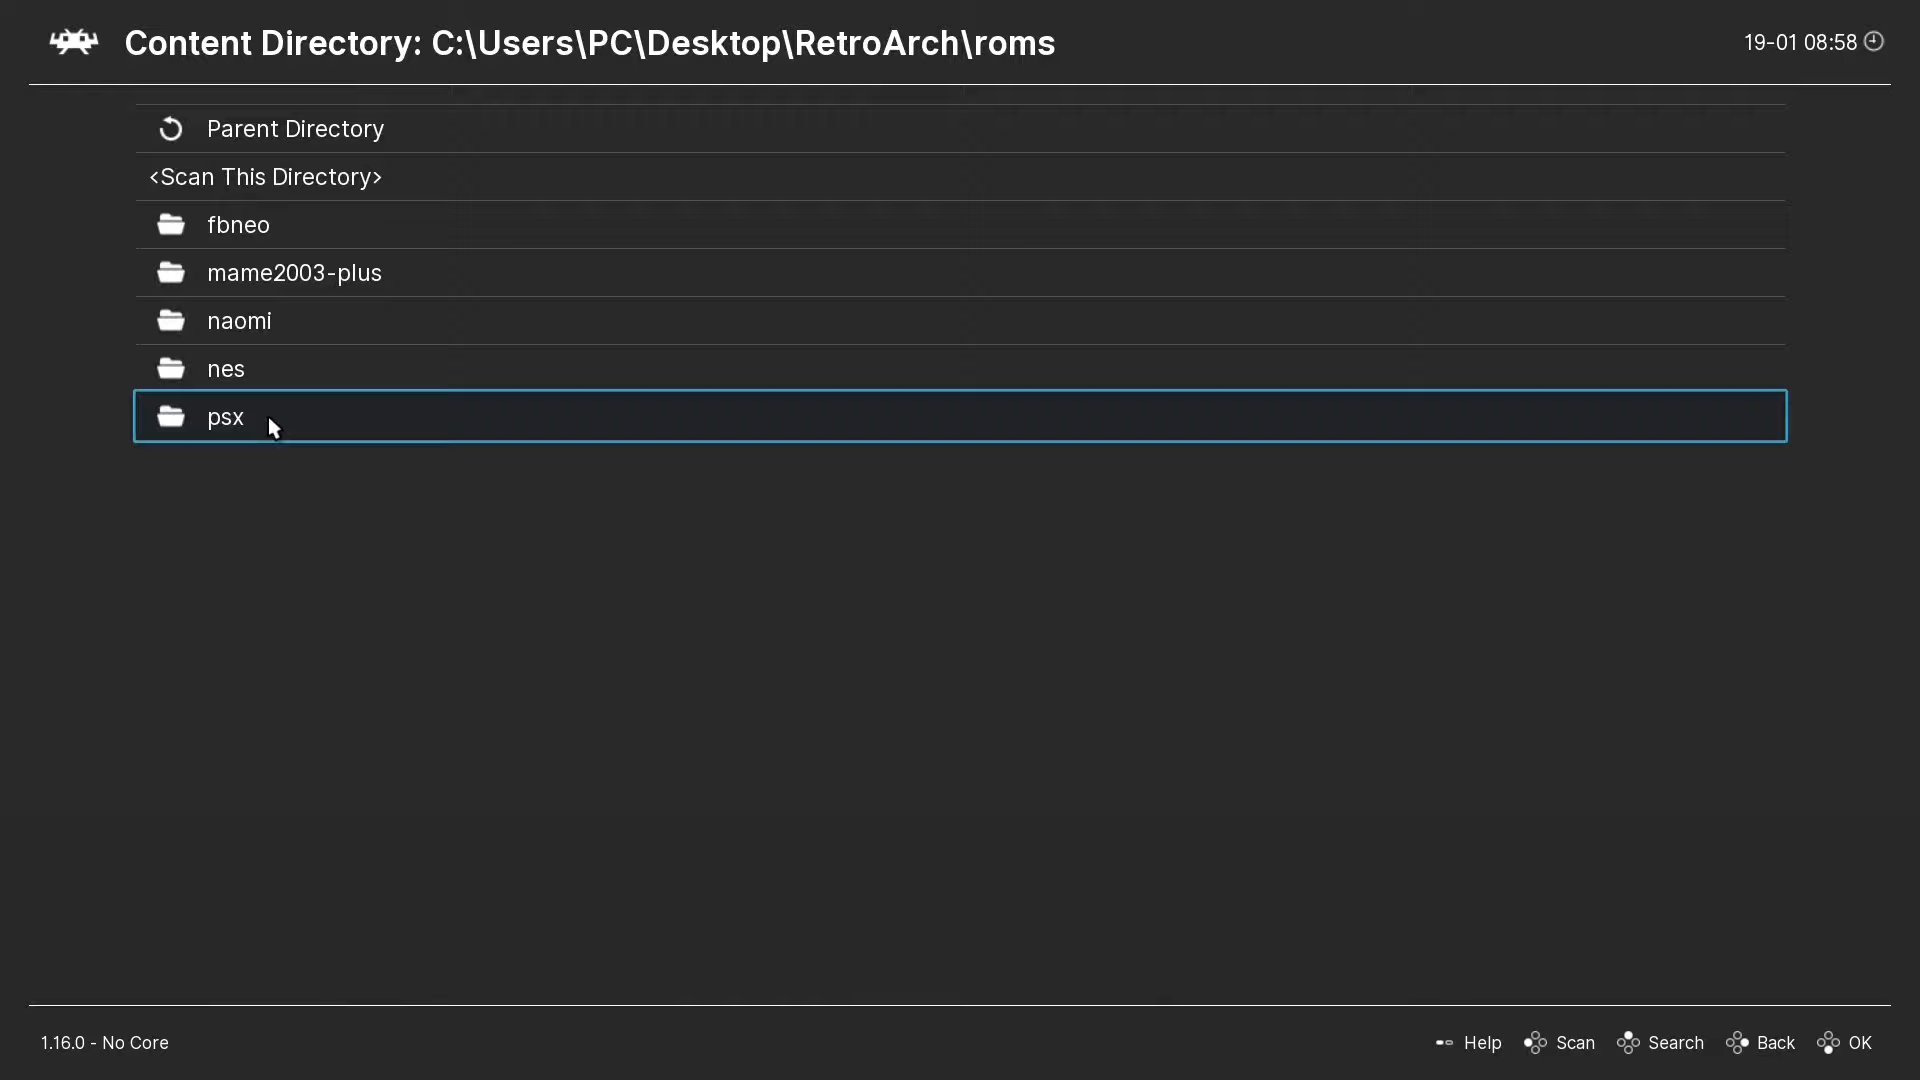 Content Directory: C:\Users\PC\Desktop\RetroArch\roms
19-01 08:58
Parent Directory
<Scan This Directory>
fbneo
mame2003-plus
naomi
nes
psx
1.16.0 - No Core
Help Scan Search Back OK